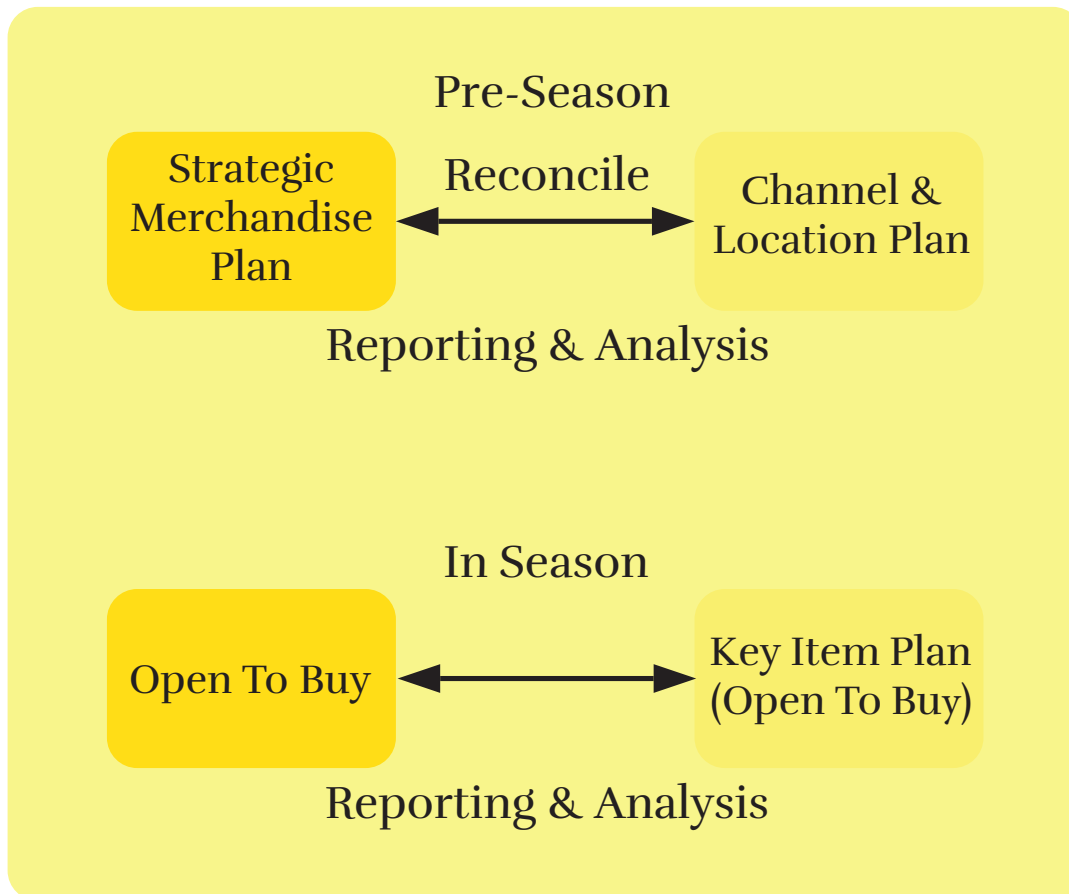 Pre-Season
Strategic
Merchandise
Plan
Reconcile
Channel &
Location Plan
Reporting & Analysis
In Season
Open To Buy
Key Item Plan
(Open To Buy)
Reporting & Analysis